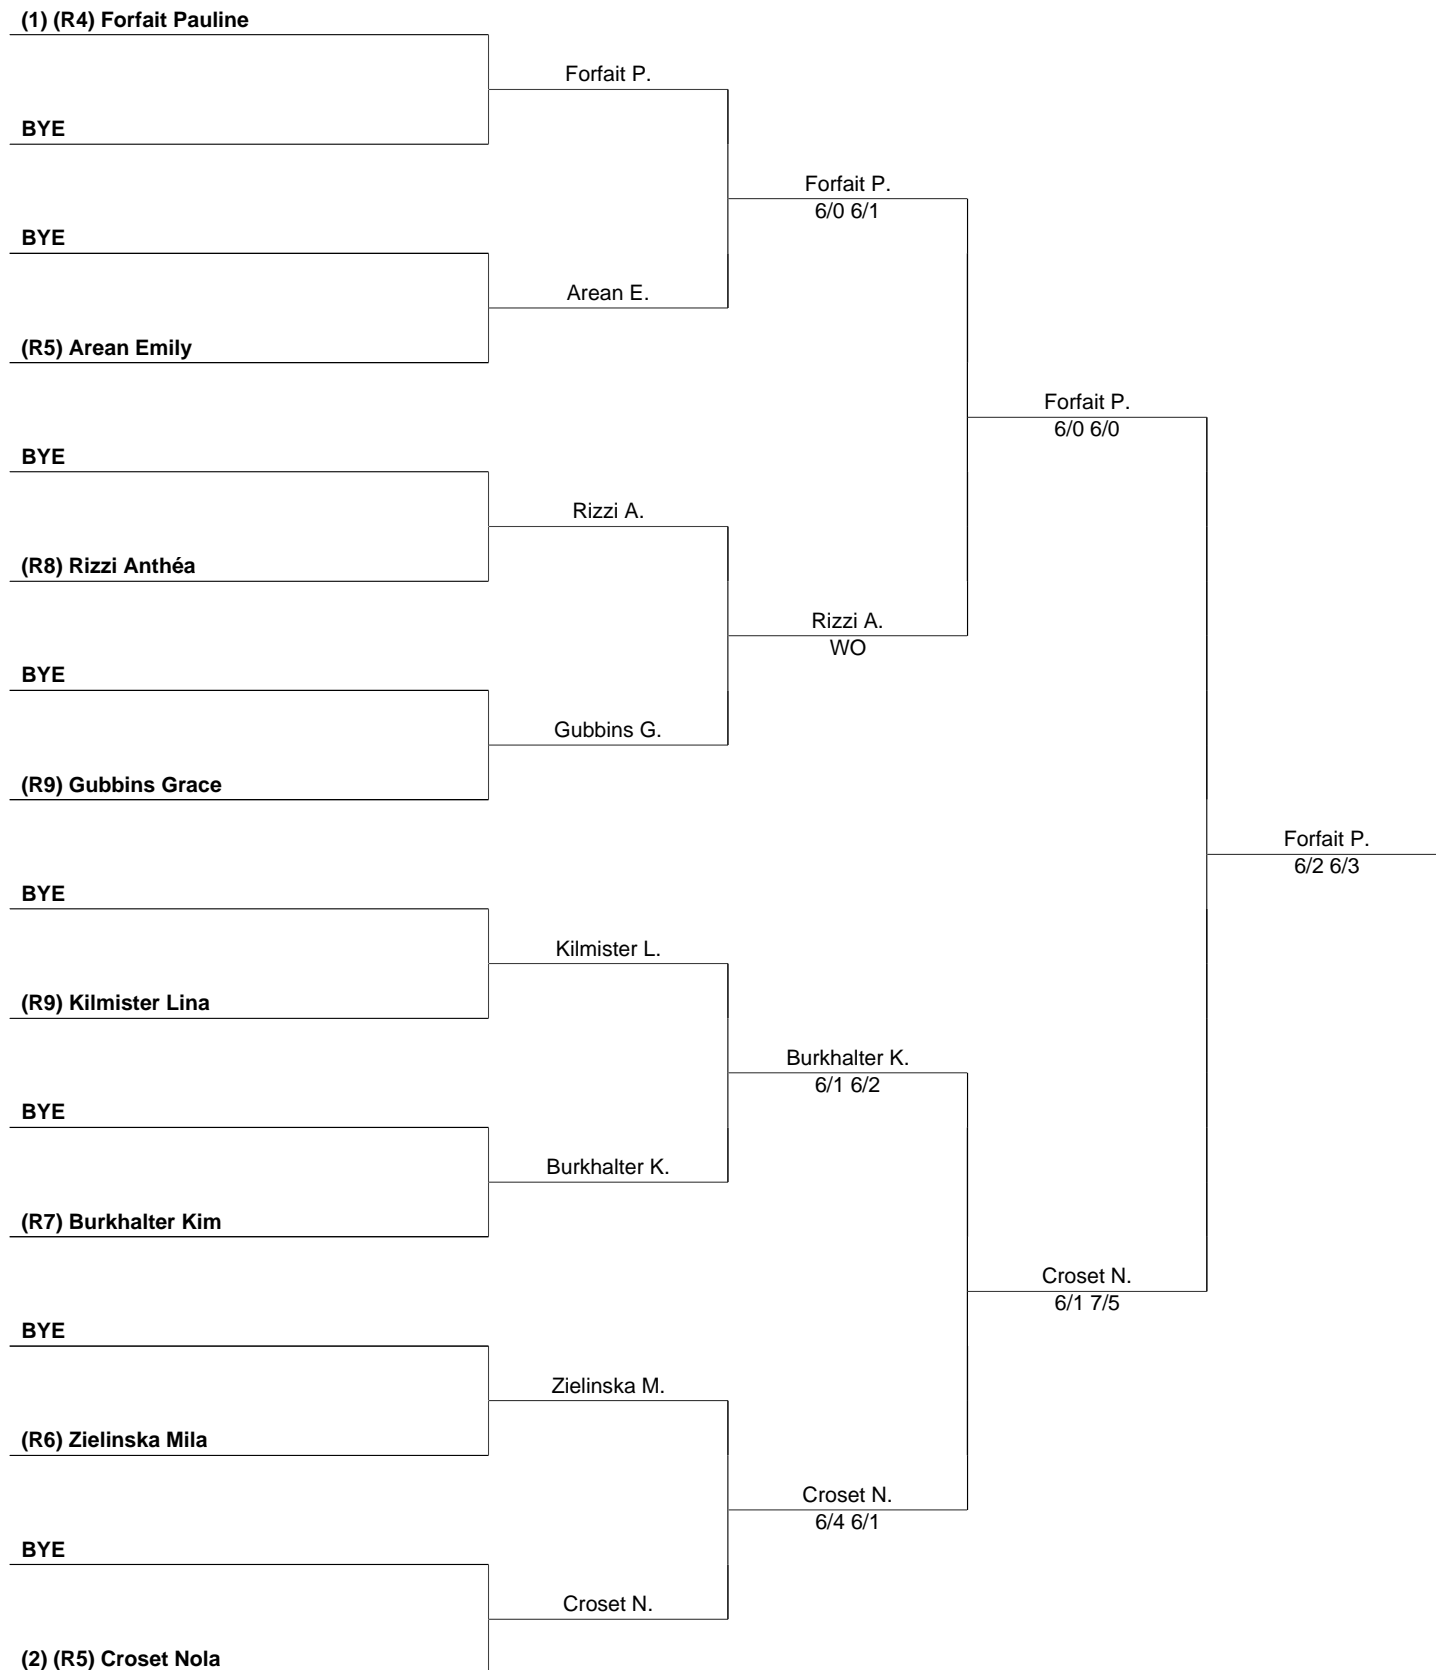 (1) (R4) Forfait Pauline
Forfait P.
BYE
Forfait P.
6/0 6/1
BYE
Arean E.
(R5) Arean Emily
Forfait P.
6/0 6/0
BYE
Rizzi A.
(R8) Rizzi Anthéa
Rizzi A.
WO
BYE
Gubbins G.
(R9) Gubbins Grace
Forfait P.
6/2 6/3
BYE
Kilmister L.
(R9) Kilmister Lina
Burkhalter K.
6/1 6/2
BYE
Burkhalter K.
(R7) Burkhalter Kim
Croset N.
6/1 7/5
BYE
Zielinska M.
(R6) Zielinska Mila
Croset N.
6/4 6/1
BYE
Croset N.
(2) (R5) Croset Nola